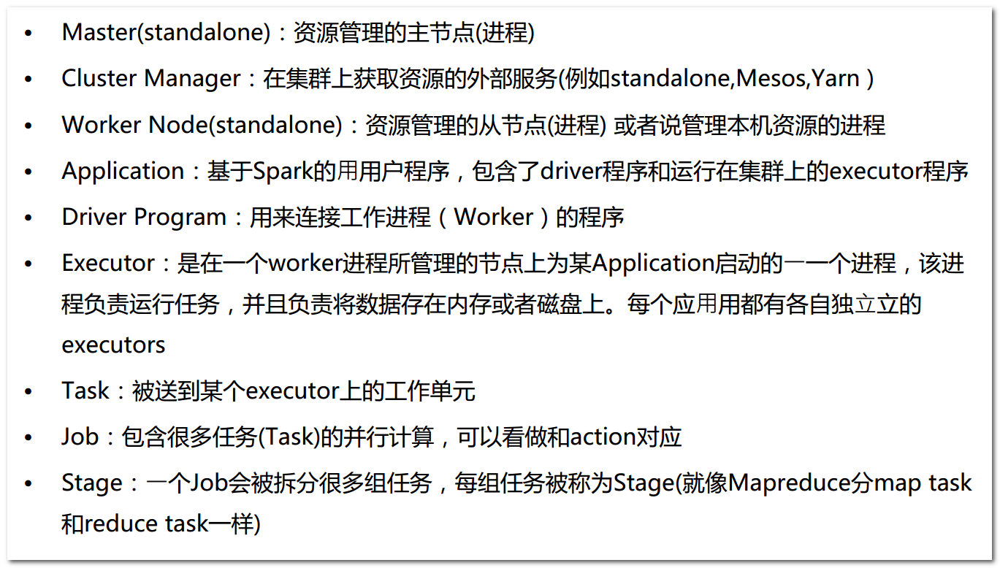 • Master(standalone)：资源管理的主节点(进程)
• Cluster Manager：在集群上获取资源的外部服务(例如standalone,Mesos,Yarn )
• Worker Node(standalone)：资源管理的从节点(进程) 或者说管理本机资源的进程
• Application：基于Spark的⽤用户程序，包含了driver程序和运行在集群上的executor程序
• Driver Program：用来连接工作进程（Worker）的程序
• Executor：是在一个worker进程所管理的节点上为某Application启动的⼀一个进程，该进
程负责运行任务，并且负责将数据存在内存或者磁盘上。每个应⽤用都有各自独⽴立的
executors
• Task：被送到某个executor上的工作单元
• Job：包含很多任务(Task)的并行计算，可以看做和action对应
• Stage：⼀个Job会被拆分很多组任务，每组任务被称为Stage(就像Mapreduce分map task
和reduce task一样)